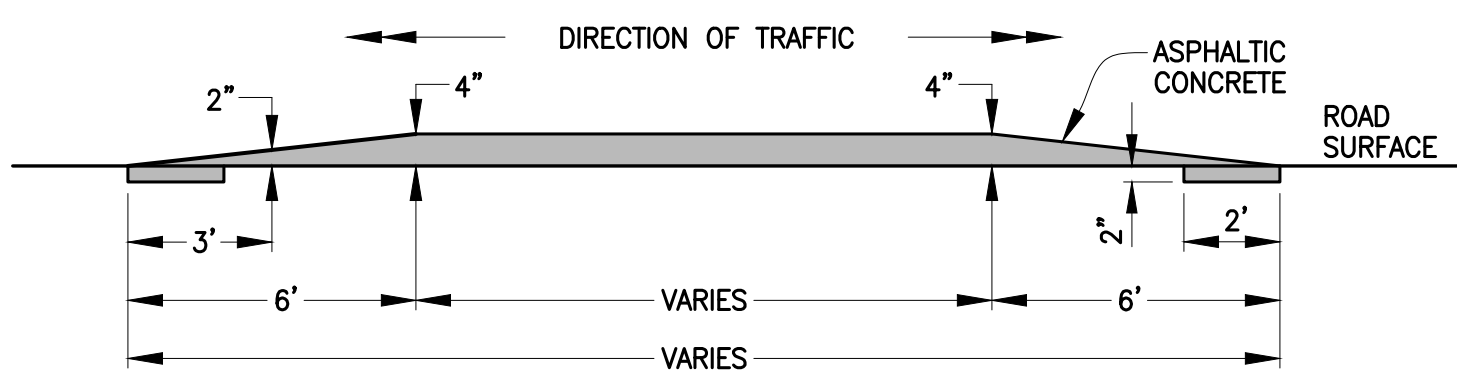 DIRECTION OF TRAFFIC
ASPHALTIC
CONCRETE
2"
4"
4"
ROAD
SURFACE
3'
2"
2'
6'
VARIES
6'
VARIES